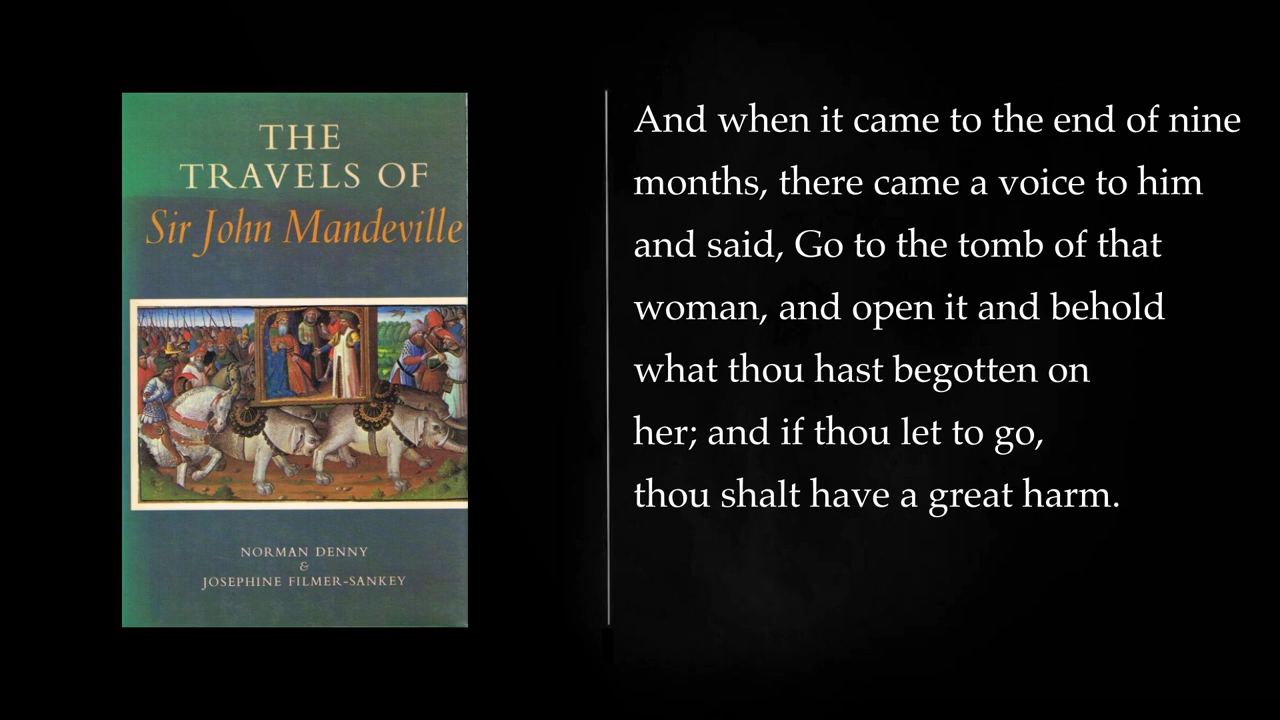 THE
TRAVELS OF
Sir John Mandeville
NORMAN DENNY
&
JOSEPHINE FILMER-SANKEY
And when it came to the end of nine
months, there came a voice to him
and said, Go to the tomb of that
woman, and open it and behold
what thou hast begotten on
her; and if thou let to go,
thou shalt have a great harm.